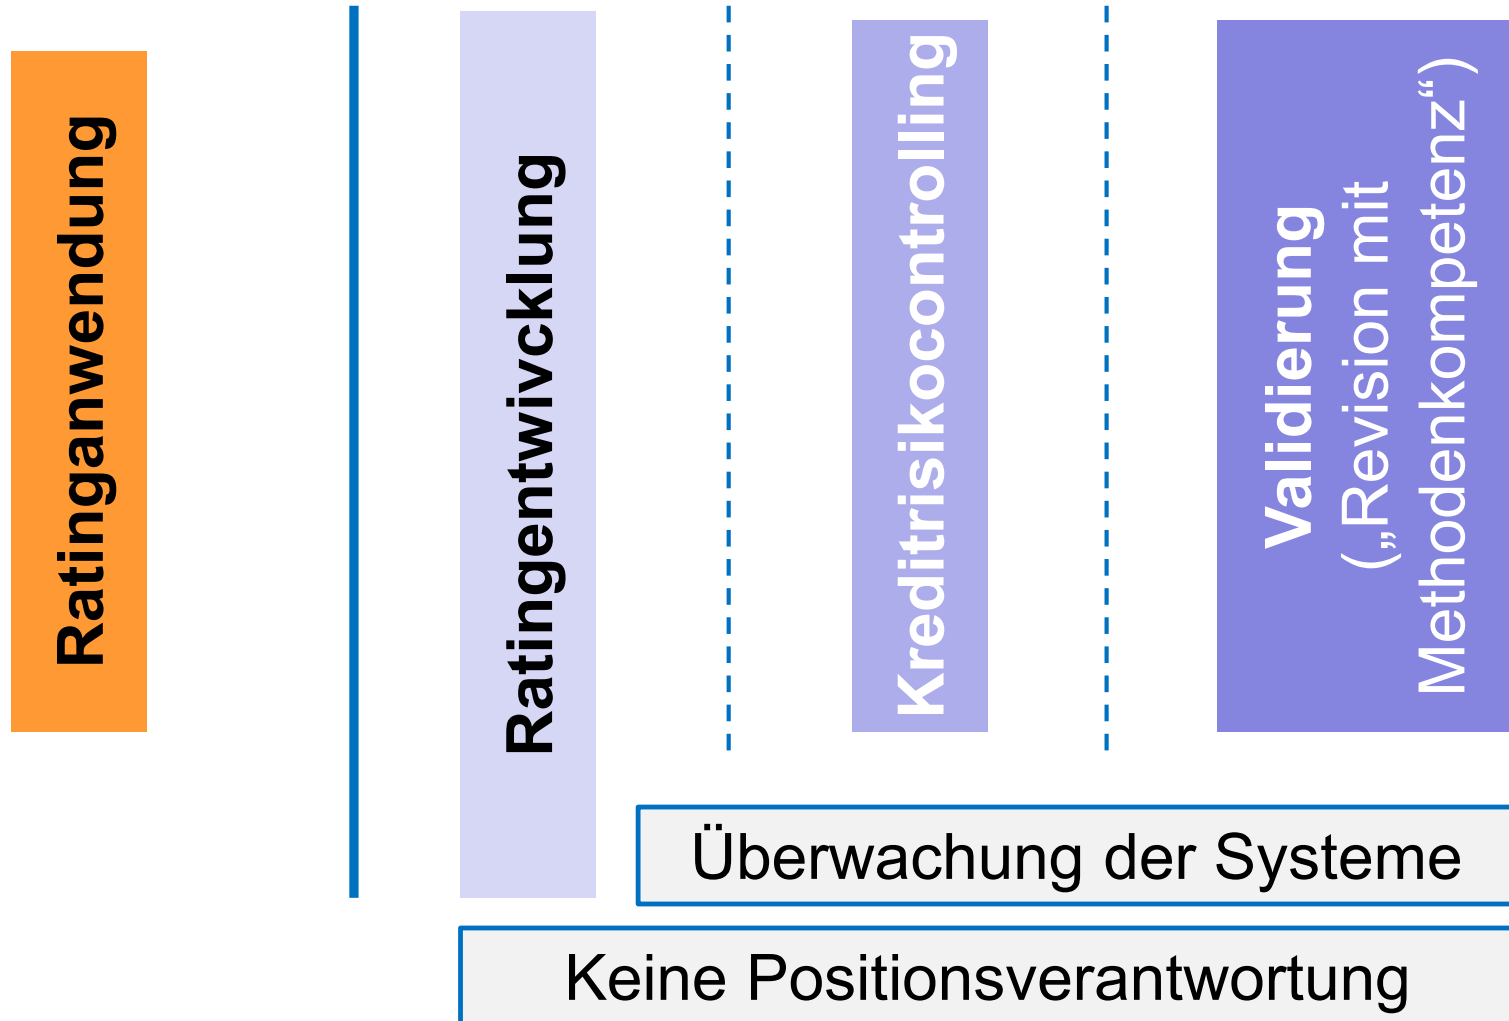 Ratinganwendung
Ratingentwivcklung
Kreditrisikocontrolling
Validierung
(„Revision mit
Methodenkompetenz“)
Überwachung der Systeme
Keine Positionsverantwortung